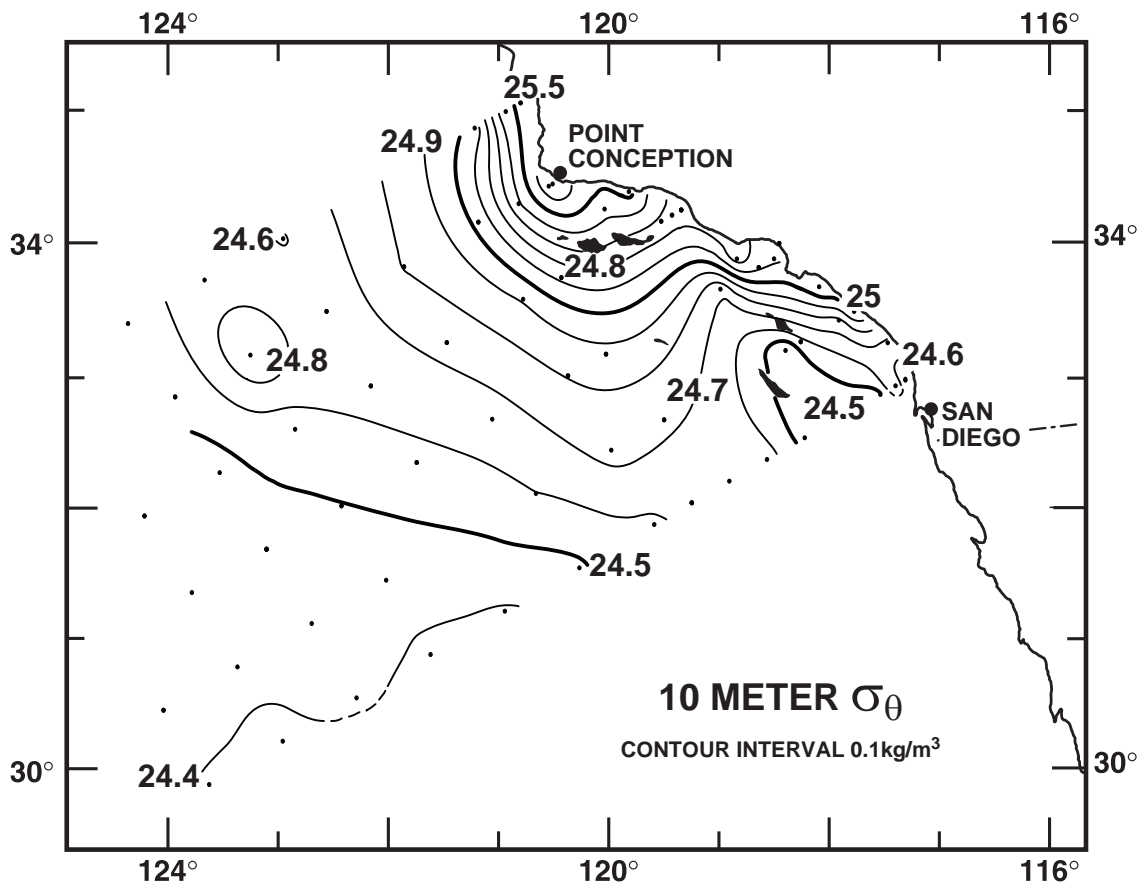 124° 120° 116°
25.5
24.9
POINT
CONCEPTION
34° 24.6 34°
24.8
25
24.8
24.6
24.7
24.5
SAN
DIEGO
24.5
10 METER σθ
CONTOUR INTERVAL 0.1kg/m³
30° 24.4 30°
124° 120° 116°